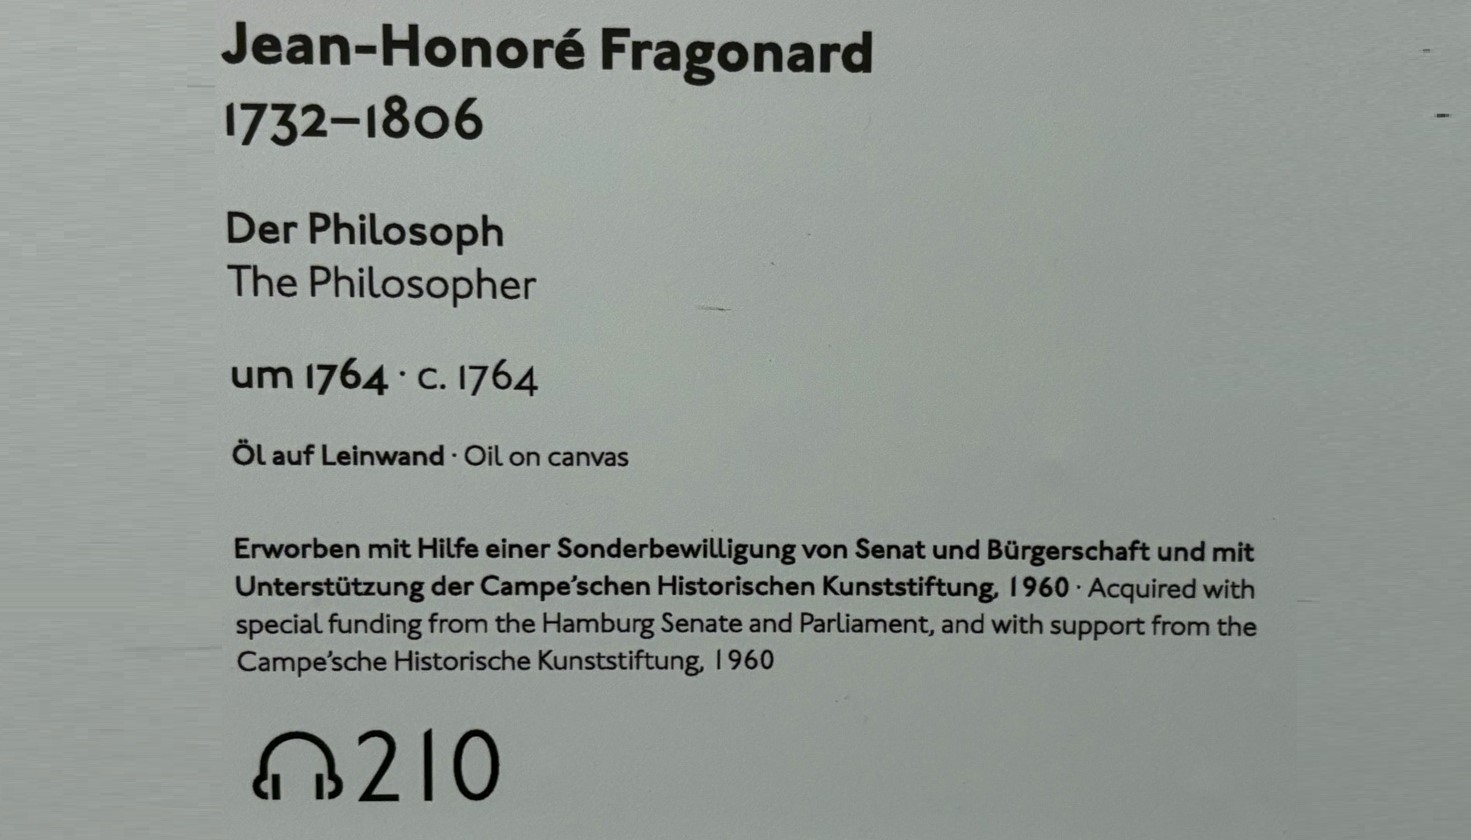 Jean-Honoré Fragonard
1732–1806
Der Philosoph
The Philosopher
um 1764 · c. 1764
Öl auf Leinwand · Oil on canvas
Erworben mit Hilfe einer Sonderbewilligung von Senat und Bürgerschaft und mit
Unterstützung der Campe’schen Historischen Kunststiftung, 1960 · Acquired with
special funding from the Hamburg Senate and Parliament, and with support from the
Campe’sche Historische Kunststiftung, 1960
210